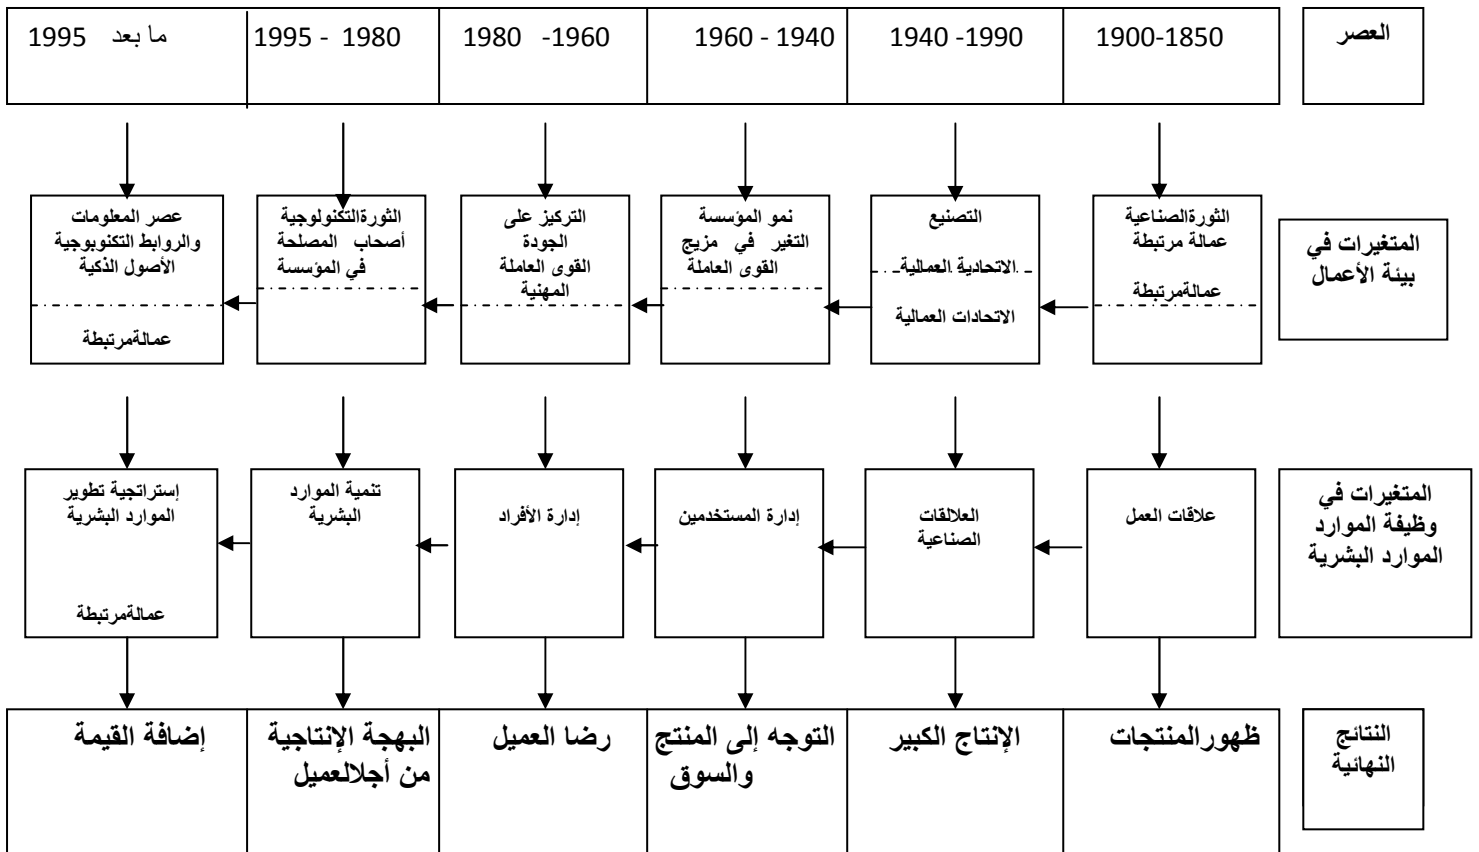 العصر
1900-1850
1940 -1990
1960 - 1940
1980 -1960
1995 - 1980
ما بعد 1995
المتغيرات في
بيئة الأعمال
الثورةالصناعية
عمالة مرتبطة
عمالةمرتبطة
التصنيع
الاتحادية العمالية
الاتحادات العمالية
نمو المؤسسة
التغير في مزيج
القوى العاملة
التركيز على
الجودة
القوى العاملة
المهنية
الثورةالتكنولوجية
أصحاب المصلحة
في المؤسسة
عصر المعلومات
والروابط التكنوبوجية
الأصول الذكية
عمالةمرتبطة
المتغيرات في
وظيفة الموارد
الموارد البشرية
علاقات العمل
العلالقات
الصناعية
إدارة المستخدمين
إدارة الأفراد
تنمية الموارد
البشرية
إستراتجية تطوير
الموارد البشرية
عمالةمرتبطة
النتائج
النهائية
ظهورالمنتجات
الإنتاج الكبير
التوجه إلى المنتج
والسوق
رضا العميل
البهجة الإنتاجية
من أجلالعميل
إضافة القيمة